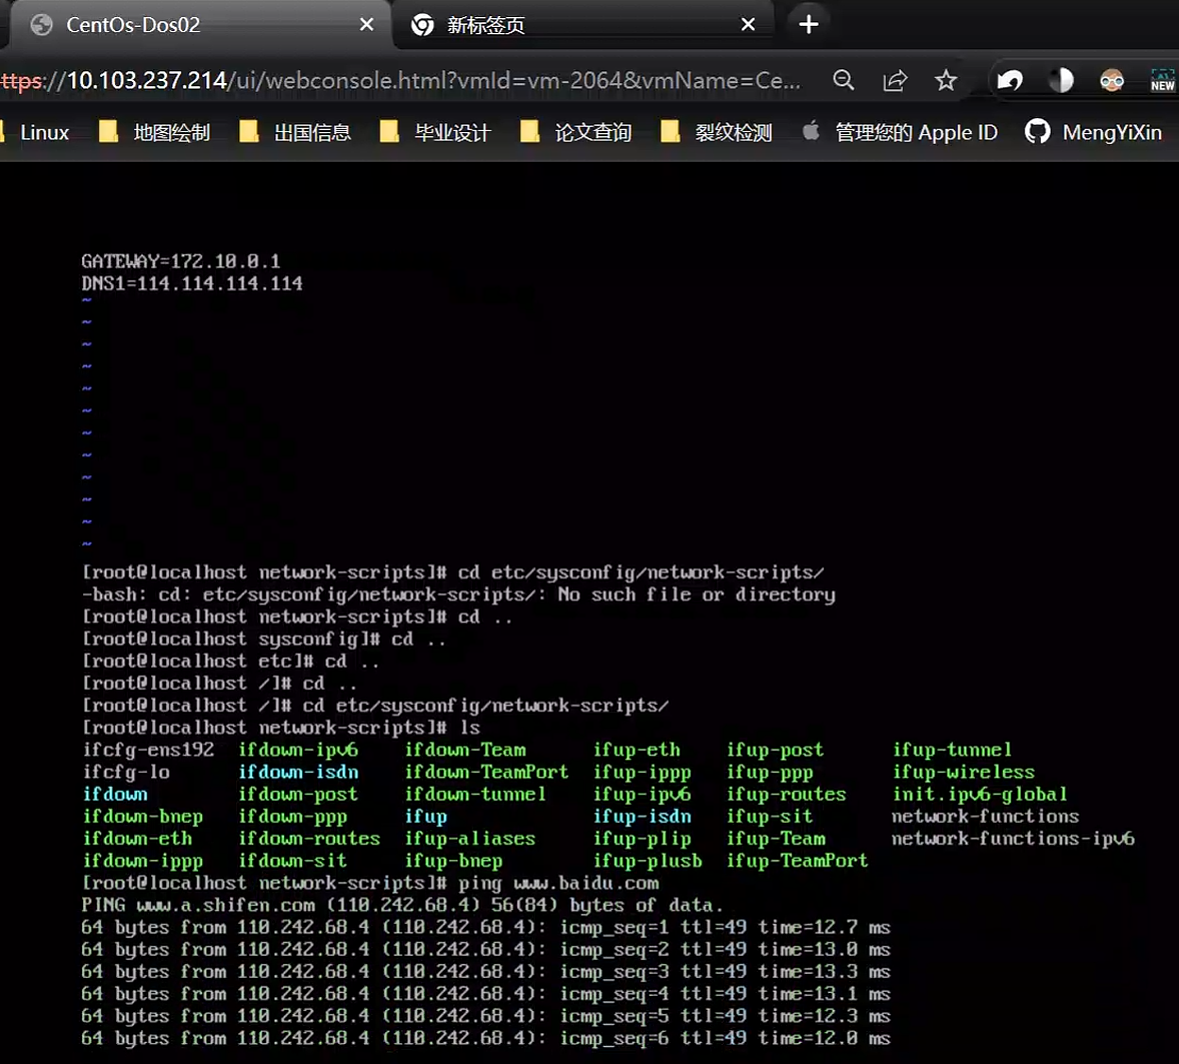 CentOs-Dos02
新标签页
ttps://10.103.237.214/ui/webconsole.html?vmId=vm-2064&vmName=Ce...
NEW
Linux 地图绘制 出国信息 毕业设计 论文查询 裂纹检测 管理您的 Apple ID MengYiXin
GATEWAY=172.10.0.1
DNS1=114.114.114.114
~
~
~
~
~
~
~
~
~
~
~
~
[root@localhost network-scripts]# cd etc/sysconfig/network-scripts/
-bash: cd: etc/sysconfig/network-scripts/: No such file or directory
[root@localhost network-scripts]# cd ..
[root@localhost sysconfig]# cd ..
[root@localhost etc]# cd ..
[root@localhost /]# cd ..
[root@localhost /]# cd etc/sysconfig/network-scripts/
[root@localhost network-scripts]# ls
ifcfg-ens192 ifdown-ipv6 ifdown-Team ifup-eth ifup-post ifup-tunnel
ifcfg-lo ifdown-isdn ifdown-TeamPort ifup-ippp ifup-ppp ifup-wireless
ifdown ifdown-post ifdown-tunnel ifup-ipv6 ifup-routes init.ipv6-global
ifdown-bnep ifdown-ppp ifup ifup-isdn ifup-sit network-functions
ifdown-eth ifdown-routes ifup-aliases ifup-plip ifup-Team network-functions-ipv6
ifdown-ippp ifdown-sit ifup-bnep ifup-plusb ifup-TeamPort
[root@localhost network-scripts]# ping www.baidu.com
PING www.a.shifen.com (110.242.68.4) 56(84) bytes of data.
64 bytes from 110.242.68.4 (110.242.68.4): icmp_seq=1 ttl=49 time=12.7 ms
64 bytes from 110.242.68.4 (110.242.68.4): icmp_seq=2 ttl=49 time=13.0 ms
64 bytes from 110.242.68.4 (110.242.68.4): icmp_seq=3 ttl=49 time=13.3 ms
64 bytes from 110.242.68.4 (110.242.68.4): icmp_seq=4 ttl=49 time=13.1 ms
64 bytes from 110.242.68.4 (110.242.68.4): icmp_seq=5 ttl=49 time=12.3 ms
64 bytes from 110.242.68.4 (110.242.68.4): icmp_seq=6 ttl=49 time=12.0 ms